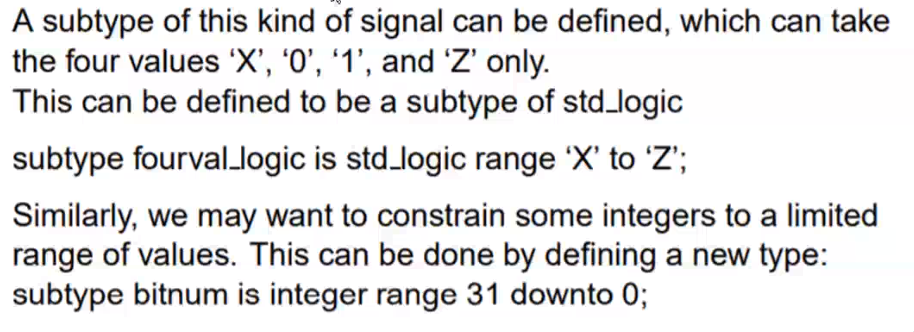 A subtype of this kind of signal can be defined, which can take
the four values ‘X’, ‘0’, ‘1’, and ‘Z’ only.
This can be defined to be a subtype of std_logic
subtype fourval_logic is std_logic range ‘X’ to ‘Z’;
Similarly, we may want to constrain some integers to a limited
range of values. This can be done by defining a new type:
subtype bitnum is integer range 31 downto 0;